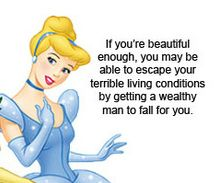 If you're beautiful
enough, you may be
able to escape your
terrible living conditions
by getting a wealthy
man to fall for you.